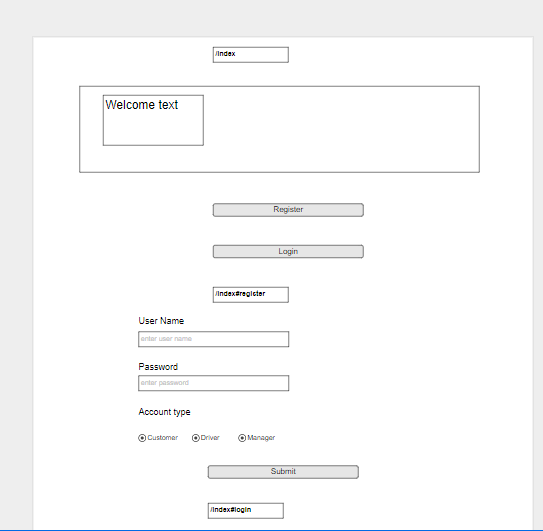 /index
Welcome text
Register
Login
/index#register
User Name
enter user name
Password
enter password
Account type
Customer Driver Manager
Submit
/index#login